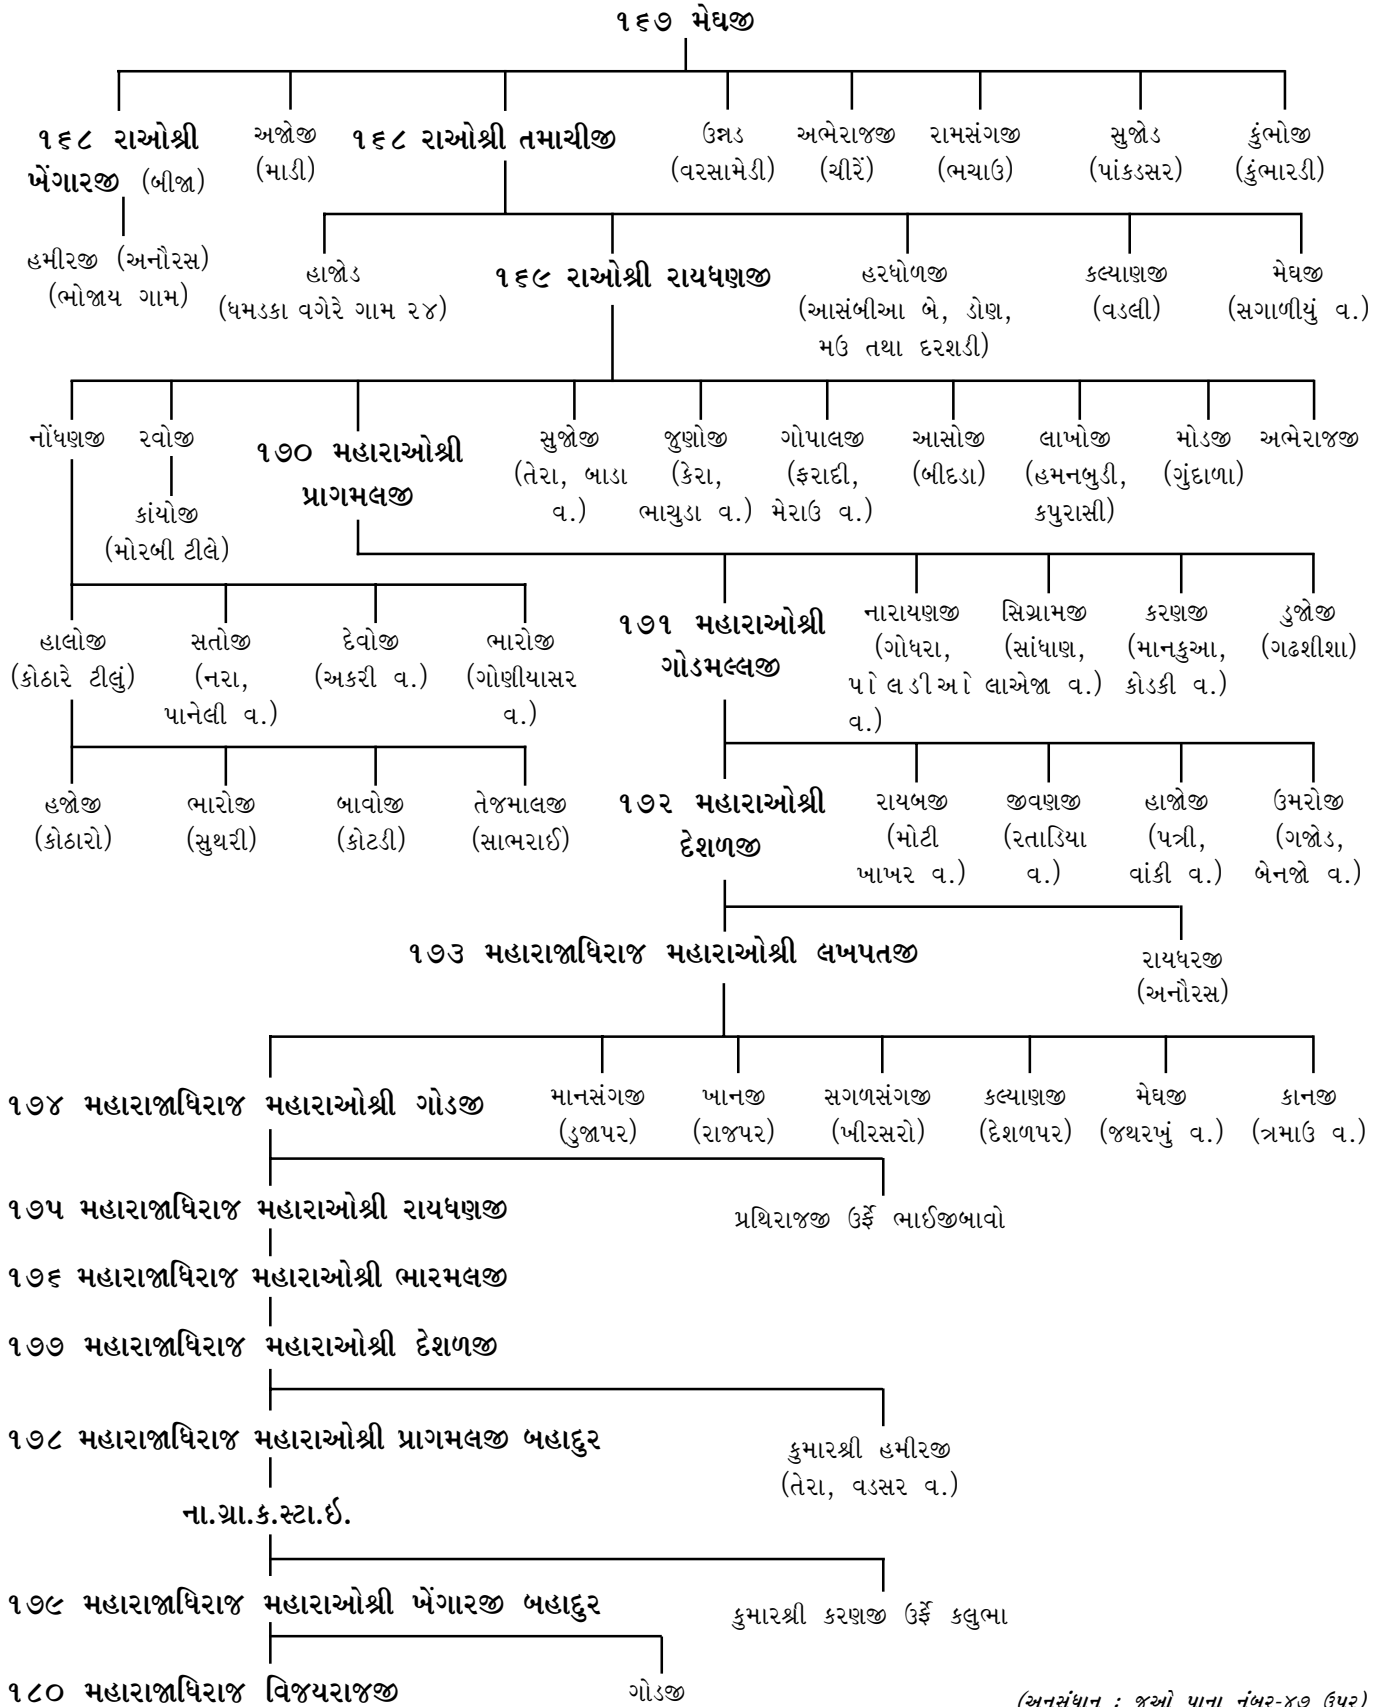 ૧૬૭ મેઘજી
૧૬૮ રાઓશ્રી
ખેંગારજી (બીજા)
અજોજી
(માડી)
૧૬૮ રાઓશ્રી તમાચીજી
ઉન્નડ
(વરસામેડી)
અભેરાજજી
(ચીરેં)
રામસંગજી
(ભચાઉ)
સુજોડ
(પાંકડસર)
કુંભોજી
(કુંભારડી)
હમીરજી (અનૌરસ)
(ભોજાય ગામ)
હાજોડ
(ધમડકા વગેરે ગામ ૨૪)
૧૬૯ રાઓશ્રી રાયધણજી
હરધોળજી
(આસંબીઆ બે, ડોણ,
મઉ તથા દરશડી)
કલ્યાણજી
(વડલી)
મેઘજી
(સગાળીયું વ.)
નોંધણજી
રવોજી
કાંયોજી
(મોરબી ટીલે)
૧૭૦ મહારાઓશ્રી
પ્રાગમલજી
સુજોજી
(તેરા, બાડા
વ.)
જુણોજી
(કેરા,
ભાચુડા વ.)
ગોપાલજી
(ફરાદી,
મેરાઉ વ.)
આસોજી
(બીદડા)
લાખોજી
(હમનબુડી,
કપુરાસી)
મોડજી
(ગુંદાળા)
અભેરાજજી
હાલોજી
(કોઠારે ટીલું)
સતોજી
(નરા,
પાનેલી વ.)
દેવોજી
(અકરી વ.)
ભારોજી
(ગોણીયાસર
વ.)
૧૭૧ મહારાઓશ્રી
ગોડમલ્લજી
નારાયણજી
(ગોધરા,
પોલડીઓ
વ.)
સિગ્રામજી
(સાંધાણ,
લાએજા વ.)
કરણજી
(માનકુઆ,
કોડકી વ.)
દુજોજી
(ગઢશીશા)
હજોજી
(કોઠારો)
ભારોજી
(સુથરી)
બાવોજી
(કોટડી)
તેજમાલજી
(સાભરાઈ)
૧૭૨ મહારાઓશ્રી
દેશળજી
રાયબજી
(મોટી
ખાખર વ.)
જીવણજી
(રતાડિયા
વ.)
હાજોજી
(પત્રી,
વાંકી વ.)
ઉમરોજી
(ગજોડ,
બેનજો વ.)
૧૭૩ મહારાજાધિરાજ મહારાઓશ્રી લખપતજી
રાયધરજી
(અનૌરસ)
૧૭૪ મહારાજાધિરાજ મહારાઓશ્રી ગોડજી
માનસંગજી
(દુજાપર)
ખાનજી
(રાજપર)
સગળસંગજી
(ખીરસરો)
કલ્યાણજી
(દેશળપર)
મેઘજી
(જથરખું વ.)
કાનજી
(ત્રમાઉ વ.)
૧૭૫ મહારાજાધિરાજ મહારાઓશ્રી રાયધણજી
પ્રથિરાજજી ઉર્ફે ભાઈજીબાવો
૧૭૬ મહારાજાધિરાજ મહારાઓશ્રી ભારમલજી
૧૭૭ મહારાજાધિરાજ મહારાઓશ્રી દેશળજી
૧૭૮ મહારાજાધિરાજ મહારાઓશ્રી પ્રાગમલજી બહાદુર
કુમારશ્રી હમીરજી
(તેરા, વડસર વ.)
ના.ગ્રા.ક.સ્ટા.ઈ.
૧૭૯ મહારાજાધિરાજ મહારાઓશ્રી ખેંગારજી બહાદુર
કુમારશ્રી કરણજી ઉર્ફે કલુભા
૧૮૦ મહારાજાધિરાજ વિજયરાજજી
ગોડજી
(અનુસંધાન : જુઓ પાના નંબર-૪૭ ઉપર)